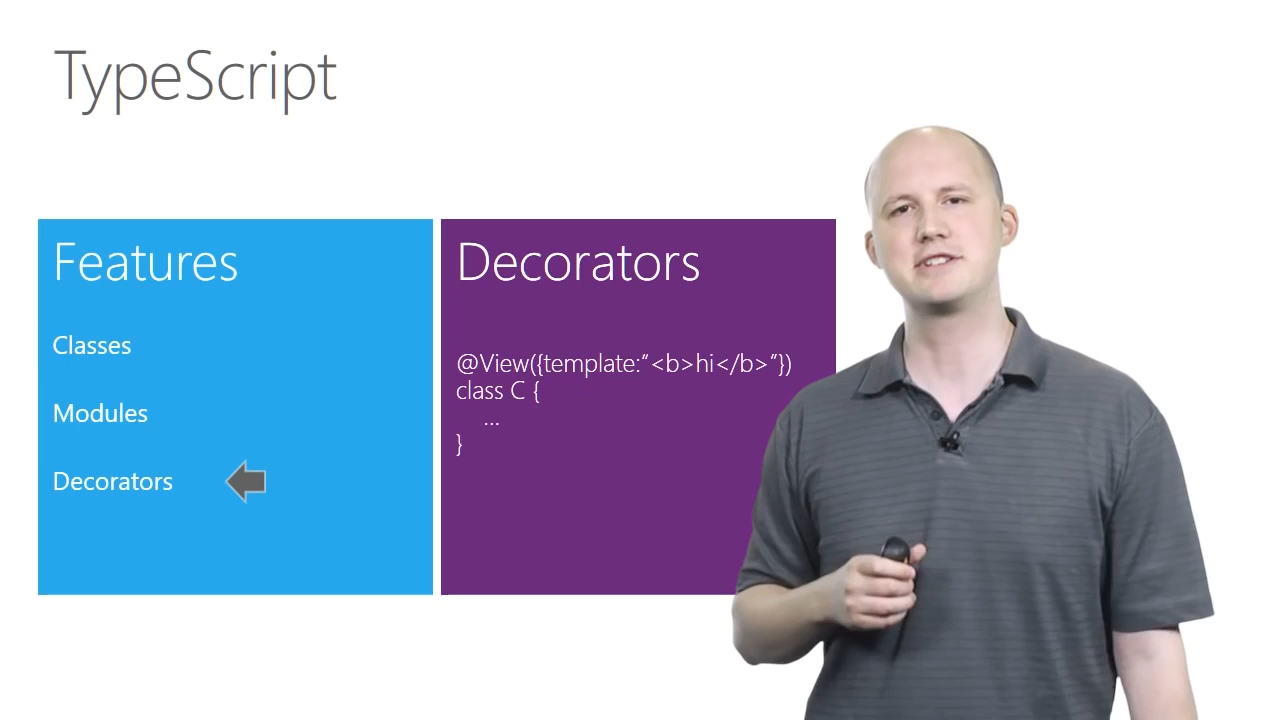 TypeScript
Features
Classes
Modules
Decorators
Decorators
@View({template:”<b>hi</b>”})
class C {
...
}